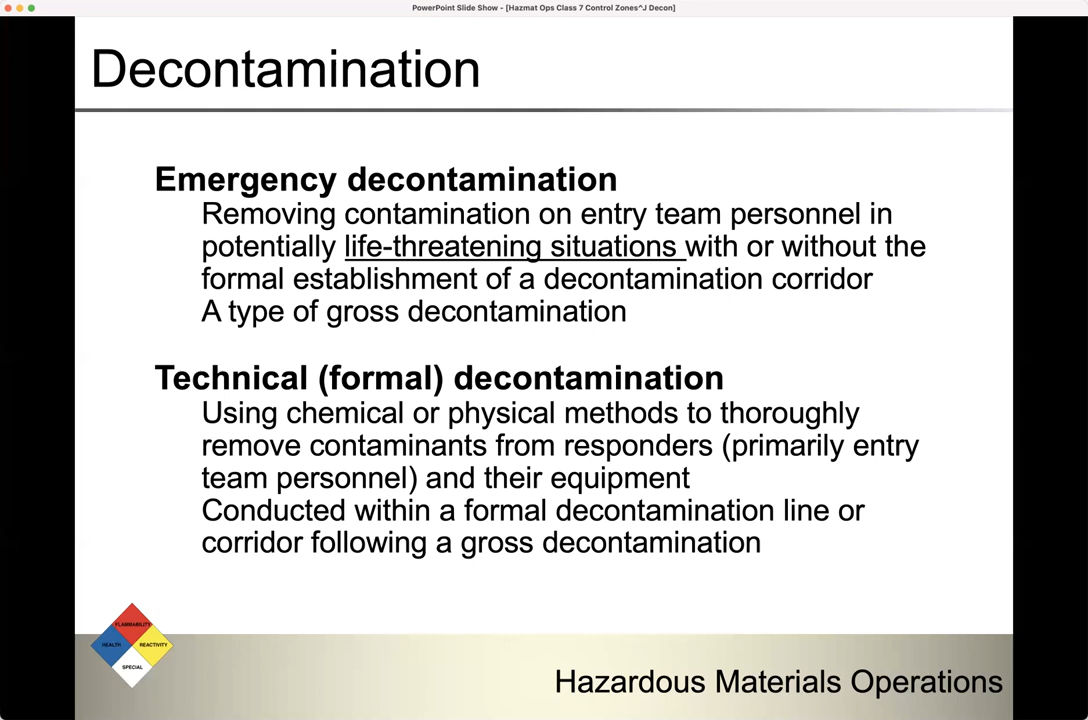 PowerPoint Slide Show - [Hazmat Ops Class 7 Control Zones^J Decon]
Decontamination
Emergency decontamination
Removing contamination on entry team personnel in
potentially life-threatening situations with or without the
formal establishment of a decontamination corridor
A type of gross decontamination
Technical (formal) decontamination
Using chemical or physical methods to thoroughly
remove contaminants from responders (primarily entry
team personnel) and their equipment
Conducted within a formal decontamination line or
corridor following a gross decontamination
FLAMMABILITY
HEALTH
REACTIVITY
SPECIAL
Hazardous Materials Operations